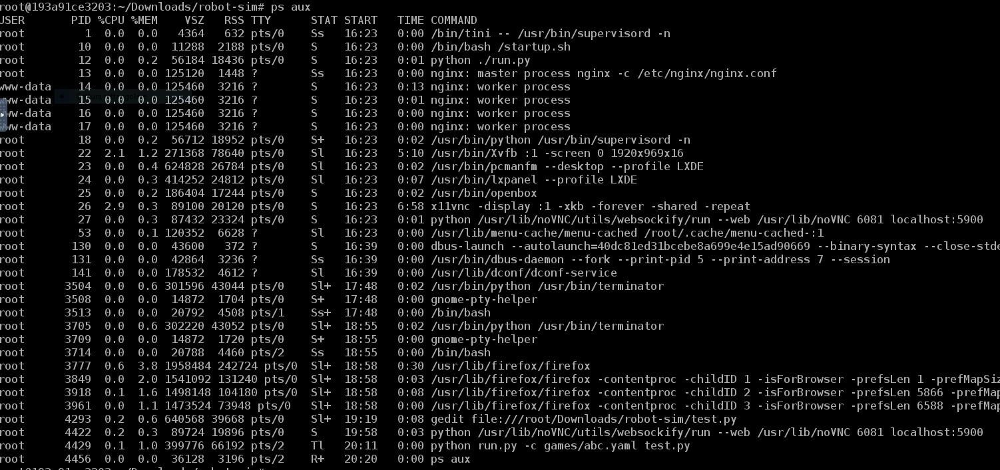 root@193a91ce3203:~/Downloads/robot-sim# ps aux
USER       PID %CPU %MEM    VSZ   RSS TTY      STAT START   TIME COMMAND
root         1  0.0  0.0   4364   632 pts/0    Ss   16:23   0:00 /bin/tini -- /usr/bin/supervisord -n
root        10  0.0  0.0  11288  2188 pts/0    S    16:23   0:00 /bin/bash /startup.sh
root        12  0.0  0.2  56184 18436 pts/0    S    16:23   0:01 python ./run.py
root        13  0.0  0.0 125120  1448 ?        Ss   16:23   0:00 nginx: master process nginx -c /etc/nginx/nginx.conf
www-data    14  0.0  0.0 125460  3216 ?        S    16:23   0:13 nginx: worker process
www-data    15  0.0  0.0 125460  3216 ?        S    16:23   0:01 nginx: worker process
www-data    16  0.0  0.0 125460  3216 ?        S    16:23   0:00 nginx: worker process
www-data    17  0.0  0.0 125460  3216 ?        S    16:23   0:00 nginx: worker process
root        18  0.0  0.2  56712 18952 pts/0    S+   16:23   0:02 /usr/bin/python /usr/bin/supervisord -n
root        22  2.1  1.2 271368 78640 pts/0    Sl   16:23   5:10 /usr/bin/Xvfb :1 -screen 0 1920x969x16
root        23  0.0  0.4 624828 26784 pts/0    Sl   16:23   0:02 /usr/bin/pcmanfm --desktop --profile LXDE
root        24  0.0  0.3 414252 24812 pts/0    Sl   16:23   0:07 /usr/bin/lxpanel --profile LXDE
root        25  0.0  0.2 186404 17244 pts/0    S    16:23   0:02 /usr/bin/openbox
root        26  2.9  0.3  89100 20120 pts/0    S    16:23   6:58 x11vnc -display :1 -xkb -forever -shared -repeat
root        27  0.0  0.3  87432 23324 pts/0    S    16:23   0:01 python /usr/lib/noVNC/utils/websockify/run --web /usr/lib/noVNC 6081 localhost:5900
root        53  0.0  0.1 120352  6628 ?        Sl   16:23   0:00 /usr/lib/menu-cache/menu-cached /root/.cache/menu-cached-:1
root       130  0.0  0.0  43600   372 ?        S    16:39   0:00 dbus-launch --autolaunch=40dc81ed31bcebe8a699e4e15ad90669 --binary-syntax --close-stde
root       131  0.0  0.0  42864  3236 ?        Ss   16:39   0:00 /usr/bin/dbus-daemon --fork --print-pid 5 --print-address 7 --session
root       141  0.0  0.0 178532  4612 ?        Sl   16:39   0:00 /usr/lib/dconf/dconf-service
root      3504  0.0  0.6 301596 43044 pts/0    Sl+  17:48   0:02 /usr/bin/python /usr/bin/terminator
root      3508  0.0  0.0  14872  1704 pts/0    S+   17:48   0:00 gnome-pty-helper
root      3513  0.0  0.0  20792  4508 pts/1    Ss+  17:48   0:00 /bin/bash
root      3705  0.0  0.6 302220 43052 pts/0    Sl+  18:55   0:02 /usr/bin/python /usr/bin/terminator
root      3709  0.0  0.0  14872  1720 pts/0    S+   18:55   0:00 gnome-pty-helper
root      3714  0.0  0.0  20788  4460 pts/2    Ss   18:55   0:00 /bin/bash
root      3777  0.6  3.8 1958484 242724 pts/0  Sl+  18:58   0:30 /usr/lib/firefox/firefox
root      3849  0.0  2.0 1541092 131240 pts/0  Sl+  18:58   0:03 /usr/lib/firefox/firefox -contentproc -childID 1 -isForBrowser -prefsLen 1 -prefMapSiz
root      3918  0.1  1.6 1498148 104180 pts/0  Sl+  18:58   0:08 /usr/lib/firefox/firefox -contentproc -childID 2 -isForBrowser -prefsLen 5866 -prefMap
root      3961  0.0  1.1 1473524 73948 pts/0   Sl+  18:58   0:00 /usr/lib/firefox/firefox -contentproc -childID 3 -isForBrowser -prefsLen 6588 -prefMap
root      4293  0.2  0.6 640568 39668 pts/0    Sl+  19:19   0:08 gedit file:///root/Downloads/robot-sim/test.py
root      4422  0.2  0.3  89724 19896 pts/0    S    19:58   0:03 python /usr/lib/noVNC/utils/websockify/run --web /usr/lib/noVNC 6081 localhost:5900
root      4429  0.1  1.0 399776 66192 pts/2    Tl   20:11   0:00 python run.py -c games/abc.yaml test.py
root      4456  0.0  0.0  36128  3196 pts/2    R+   20:20   0:00 ps aux